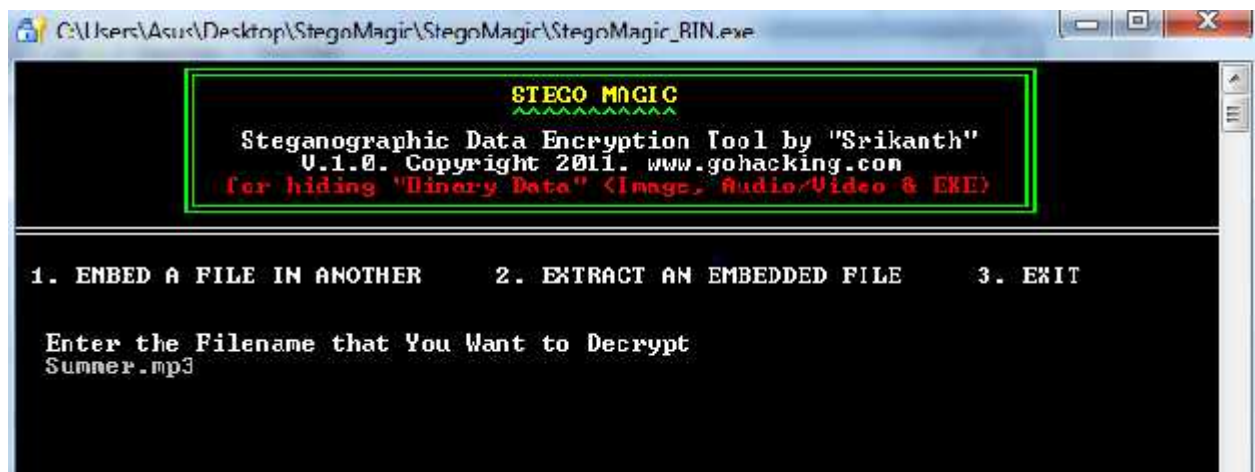 C:\Users\Asus\Desktop\StegoMagic\StegoMagic\StegoMagic_BIN.exe
STEGO MAGIC
Steganographic Data Encryption Tool by "Srikanth"
V.1.0. Copyright 2011. www.gohacking.com
for hiding "Binary Data" <Image, Audio/Video & EXE>
1. EMBED A FILE IN ANOTHER 2. EXTRACT AN EMBEDDED FILE 3. EXIT
Enter the Filename that You Want to Decrypt
Summer.mp3